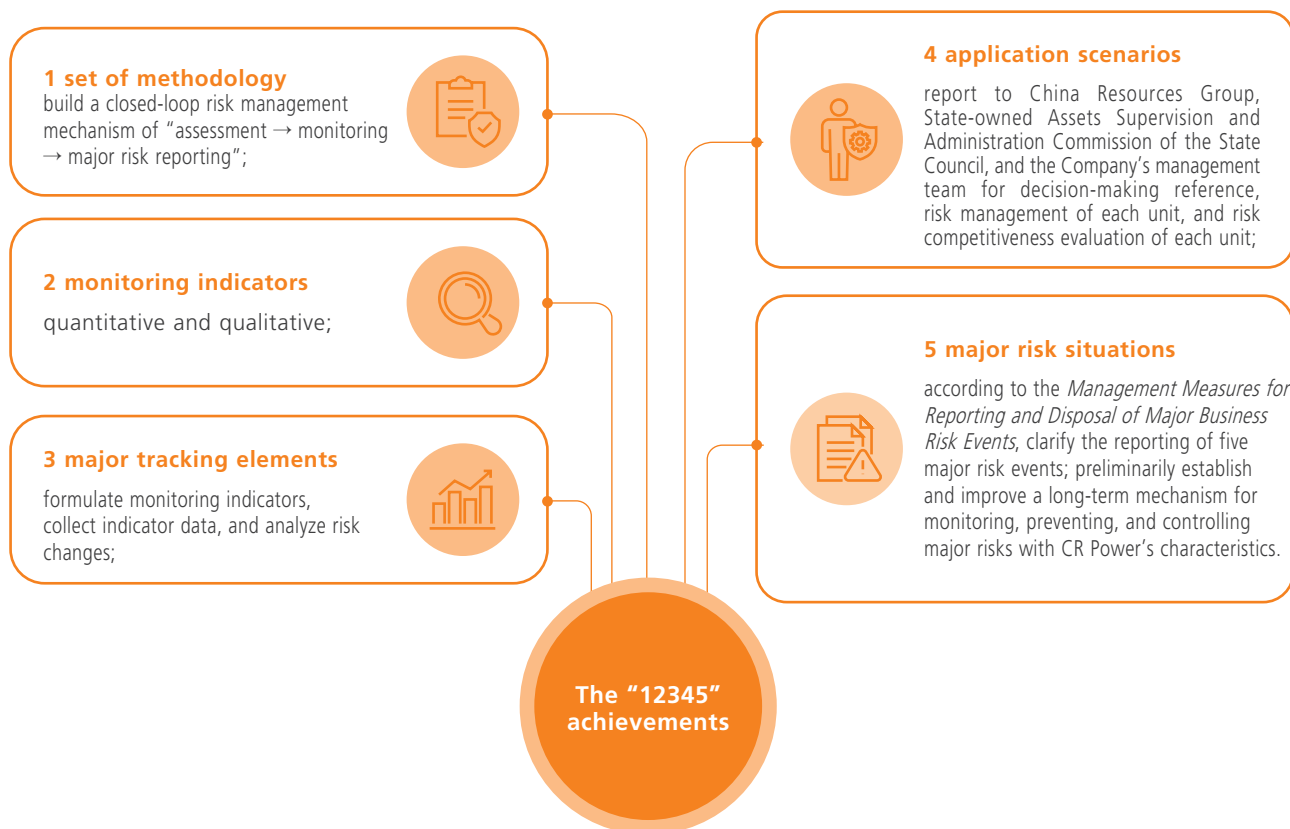 1 set of methodology
build a closed-loop risk management
mechanism of “assessment → monitoring
→ major risk reporting”;
2 monitoring indicators
quantitative and qualitative;
3 major tracking elements
formulate monitoring indicators,
collect indicator data, and analyze risk
changes;
4 application scenarios
report to China Resources Group,
State-owned Assets Supervision and
Administration Commission of the State
Council, and the Company’s management
team for decision-making reference,
risk management of each unit, and risk
competitiveness evaluation of each unit;
5 major risk situations
according to the Management Measures for
Reporting and Disposal of Major Business
Risk Events, clarify the reporting of five
major risk events; preliminarily establish
and improve a long-term mechanism for
monitoring, preventing, and controlling
major risks with CR Power’s characteristics.
The “12345”
achievements